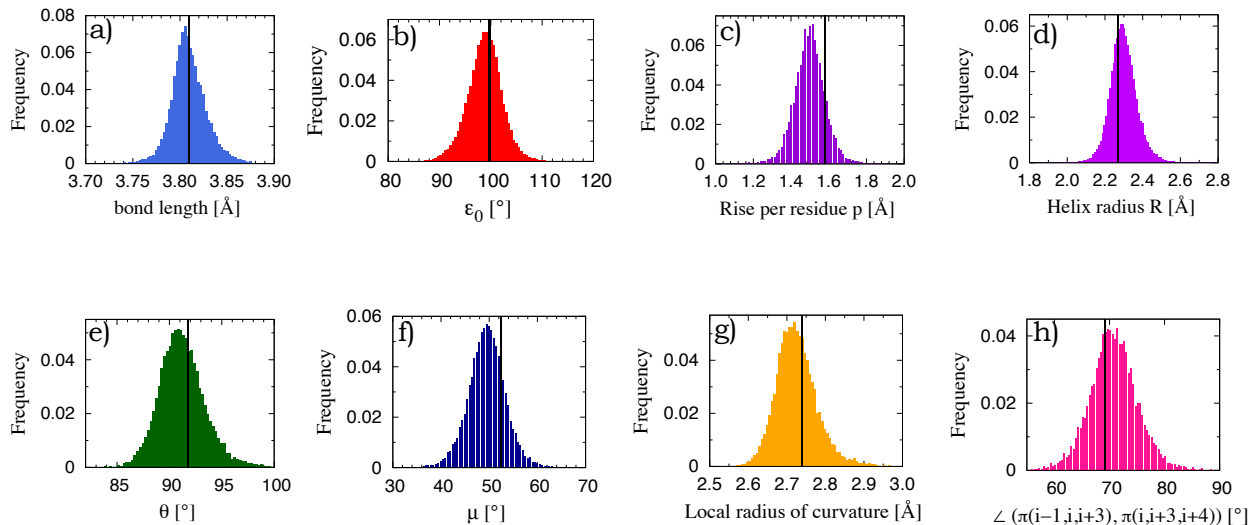 a)
Frequency
0.08
0.06
0.04
0.02
0
3.70 3.75 3.80 3.85 3.90
bond length [Å]
b)
Frequency
0.06
0.04
0.02
0
80 90 100 110 120
ε0 [°]
c)
Frequency
0.08
0.06
0.04
0.02
0
1.0 1.2 1.4 1.6 1.8 2.0
Rise per residue p [Å]
d)
Frequency
0.06
0.04
0.02
0
1.8 2.0 2.2 2.4 2.6 2.8
Helix radius R [Å]
e)
Frequency
0.04
0.02
0
85 90 95 100
θ [°]
f)
Frequency
0.06
0.04
0.02
0
30 40 50 60 70
μ [°]
g)
Frequency
0.04
0.02
0
2.5 2.6 2.7 2.8 2.9 3.0
Local radius of curvature [Å]
h)
Frequency
0.04
0.02
0
60 70 80 90
∠ (π(i−1,i,i+3), π(i,i+3,i+4)) [°]